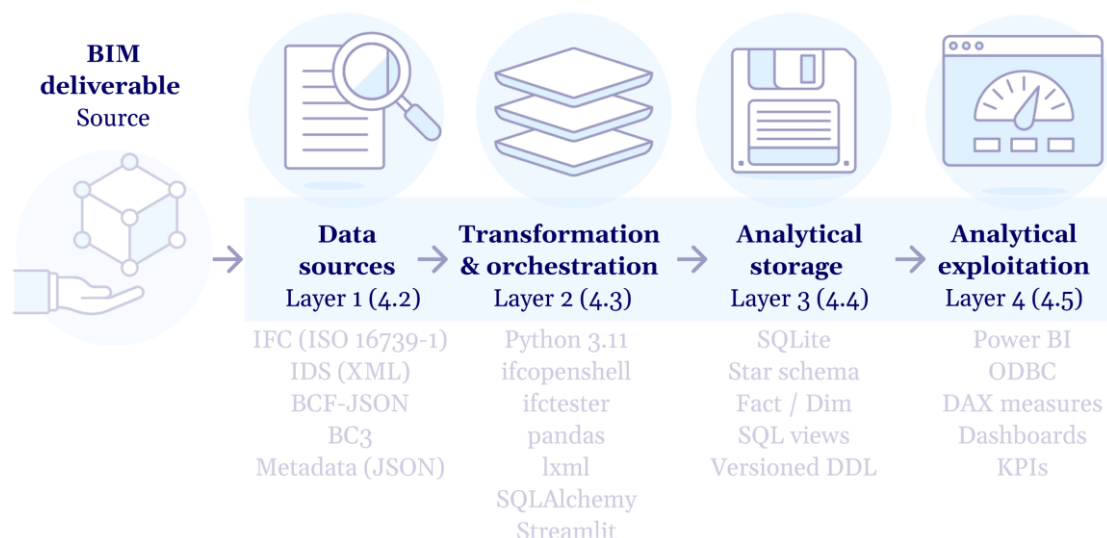 BIM
deliverable
Source
Data
sources
Layer 1 (4.2)
IFC (ISO 16739-1)
IDS (XML)
BCF-JSON
BC3
Metadata (JSON)
Transformation
& orchestration
Layer 2 (4.3)
Python 3.11
ifcopenshell
ifctester
pandas
lxml
SQLAlchemy
Streamlit
Analytical
storage
Layer 3 (4.4)
SQLite
Star schema
Fact / Dim
SQL views
Versioned DDL
Analytical
exploitation
Layer 4 (4.5)
Power BI
ODBC
DAX measures
Dashboards
KPIs